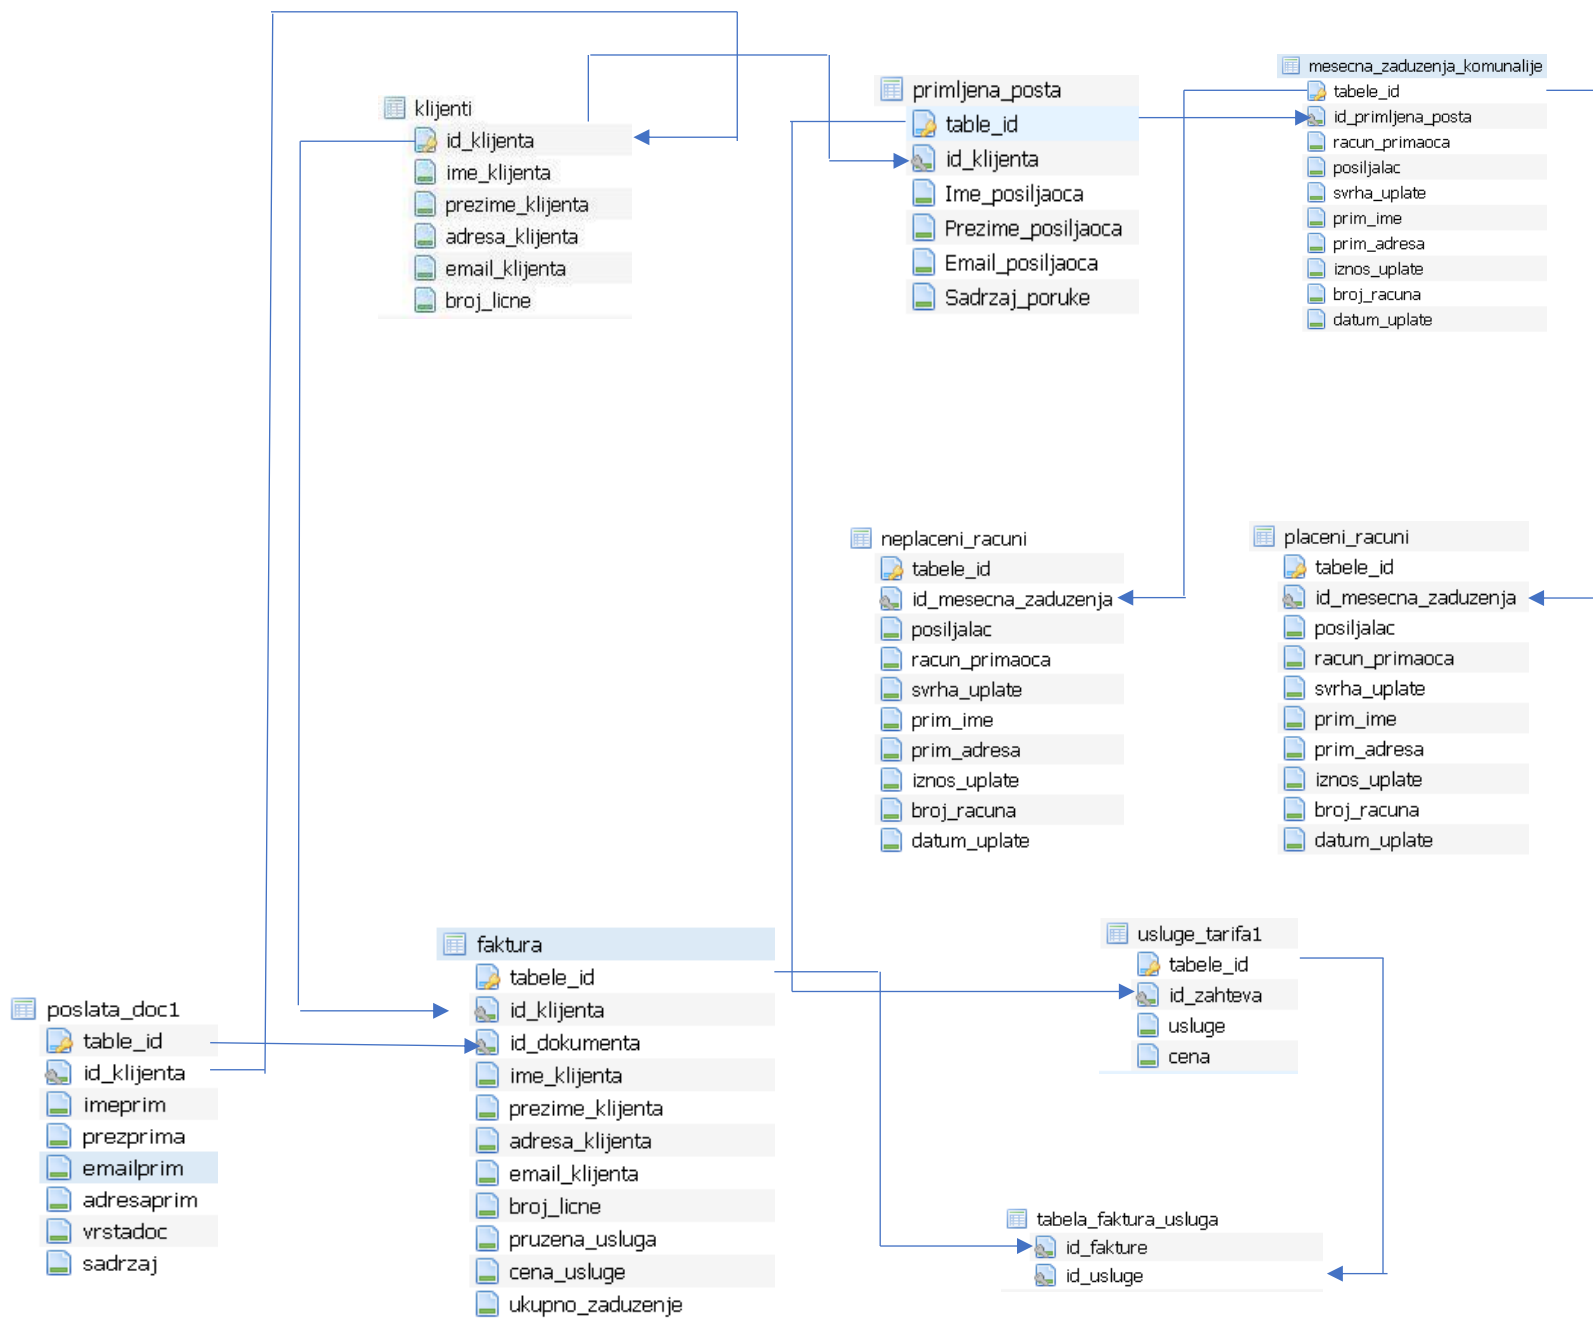 klijenti
id_klijenta
ime_klijenta
prezime_klijenta
adresa_klijenta
email_klijenta
broj_licne
primljena_posta
table_id
id_klijenta
Ime_posiljaoca
Prezime_posiljaoca
Email_posiljaoca
Sadrzaj_poruke
mesecna_zaduzenja_komunalije
tabele_id
id_primljena_posta
racun_primaoca
posiljalac
svrha_uplate
prim_ime
prim_adresa
iznos_uplate
broj_racuna
datum_uplate
neplaceni_racuni
tabele_id
id_mesecna_zaduzenja
posiljalac
racun_primaoca
svrha_uplate
prim_ime
prim_adresa
iznos_uplate
broj_racuna
datum_uplate
placeni_racuni
tabele_id
id_mesecna_zaduzenja
posiljalac
racun_primaoca
svrha_uplate
prim_ime
prim_adresa
iznos_uplate
broj_racuna
datum_uplate
poslata_doc1
table_id
id_klijenta
imeprim
prezprima
emailprim
adresaprim
vrstadoc
sadrzaj
faktura
tabele_id
id_klijenta
id_dokumenta
ime_klijenta
prezime_klijenta
adresa_klijenta
email_klijenta
broj_licne
pruzena_usluga
cena_usluge
ukupno_zaduzenje
usluge_tarifa1
tabele_id
id_zahteva
usluge
cena
tabela_faktura_usluga
id_fakture
id_usluge